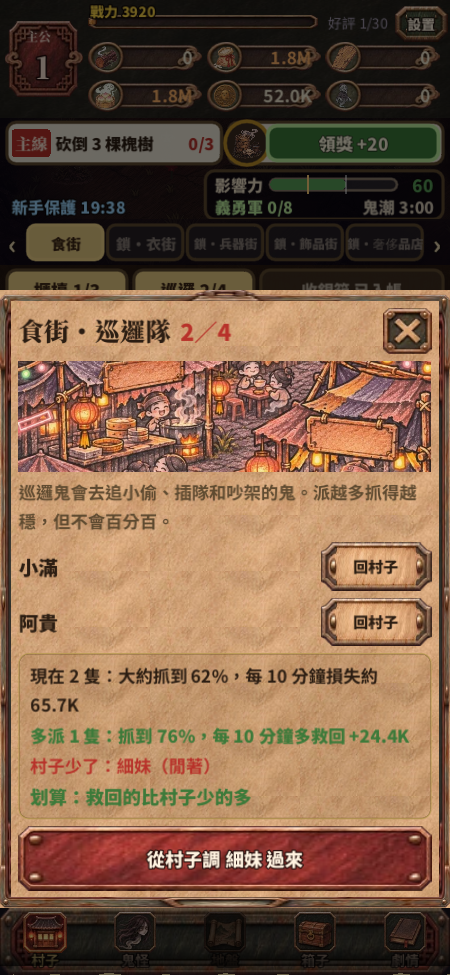 戰力.3920
主公
1
好評 1/30
設置
0
1.8M
0
1.8M
52.0K
0
主線 砍倒 3 棵槐樹 0/3
領獎 +20
影響力 60
新手保護 19:38
義勇軍 0/8
鬼潮 3:00
‹
食街
鎖・衣街
鎖・兵器街
鎖・飾品街
鎖・奢侈品店
›
巡邏 2/4
食街・巡邏隊 2／4
巡邏鬼會去追小偷、插隊和吵架的鬼。派越多抓得越
穩，但不會百分百。
小滿
回村子
阿貴
回村子
現在 2 隻：大約抓到 62%，每 10 分鐘損失約
65.7K
多派 1 隻：抓到 76%，每 10 分鐘多救回 +24.4K
村子少了：細妹（閒著）
划算：救回的比村子少的多
從村子調 細妹 過來
村子
鬼怪
箱子
劇情